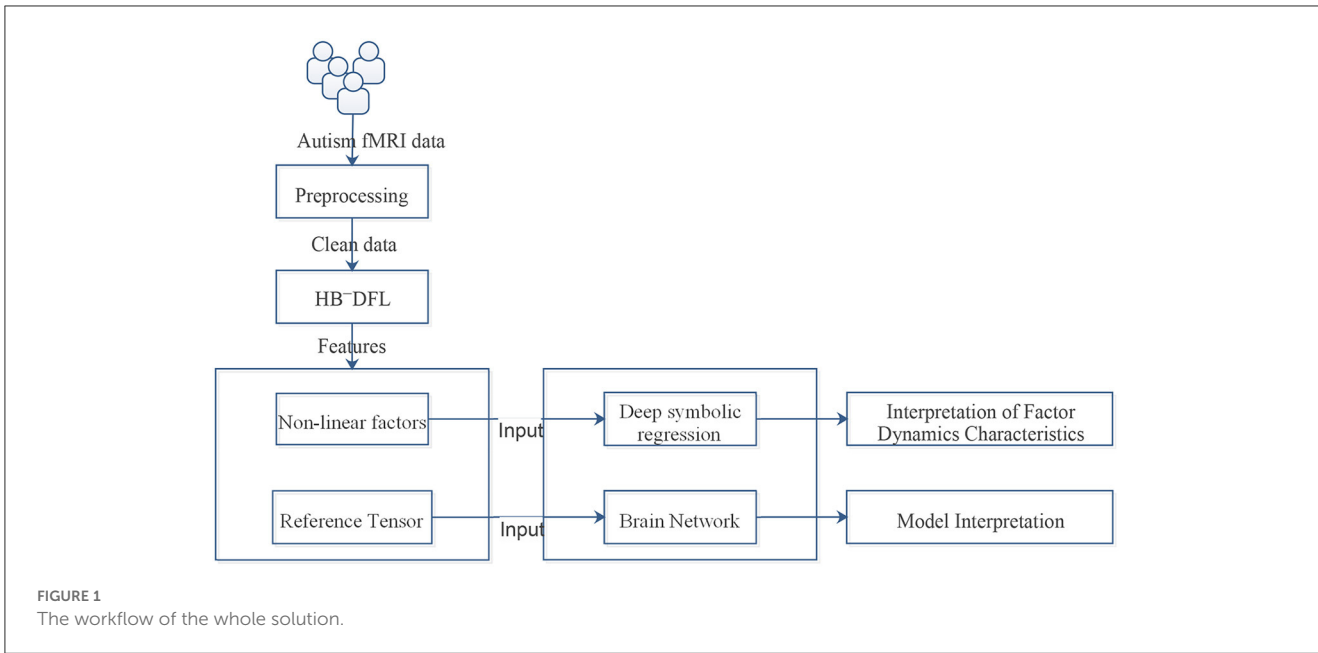 Autism fMRI data
Preprocessing
Clean data
HB-DFL
Features
Non-linear factors
Input
Deep symbolic
regression
Interpretation of Factor
Dynamics Characteristics
Reference Tensor
Input
Brain Network
Model Interpretation
FIGURE 1
The workflow of the whole solution.